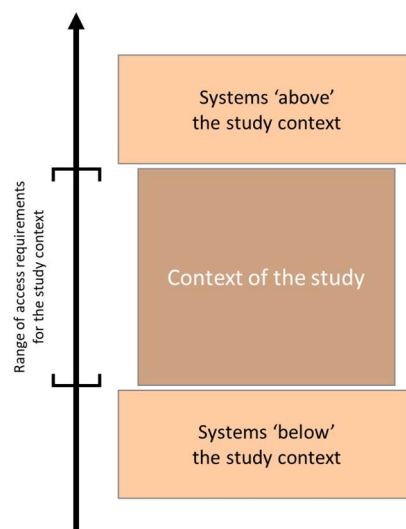 Systems ‘above’
the study context
Range of access requirements
for the study context
Context of the study
Systems ‘below’
the study context